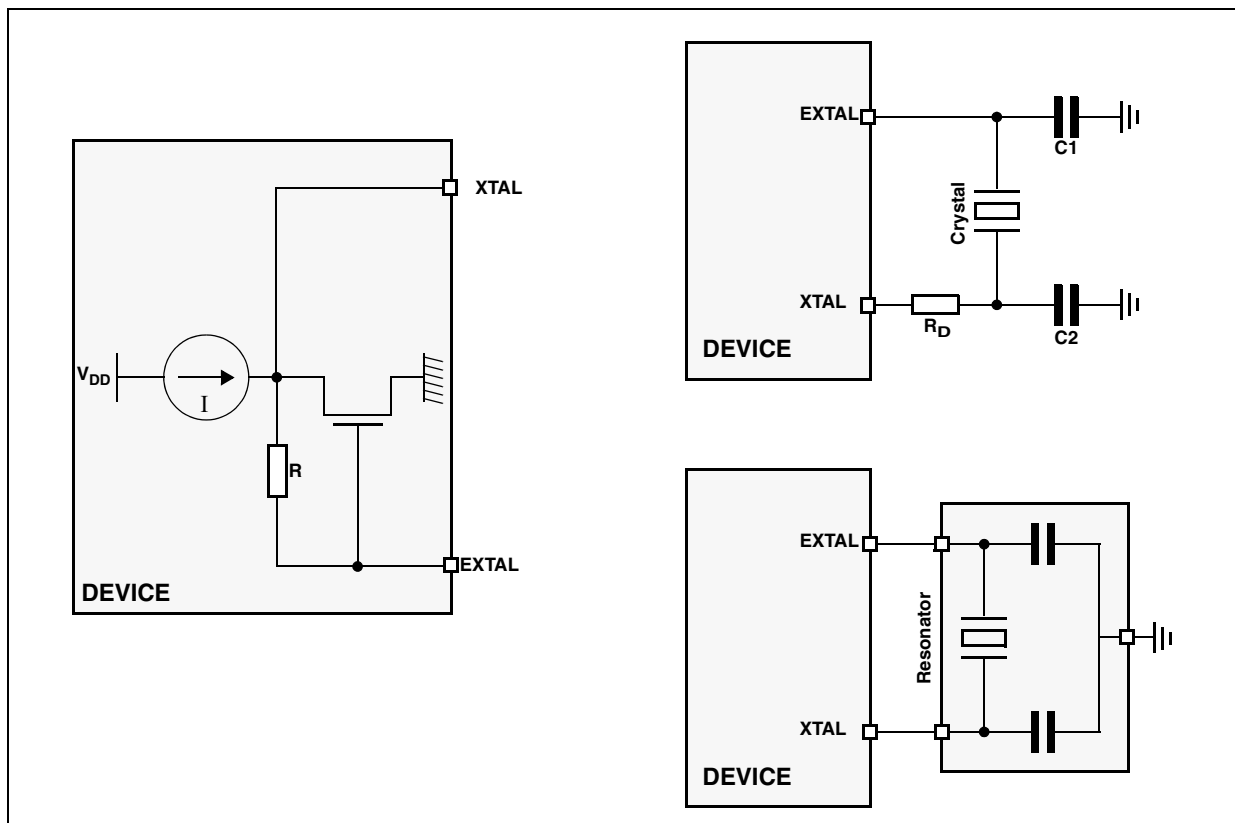 XTAL
VDD
I
R
EXTAL
DEVICE
EXTAL
C1
Crystal
XTAL
RD
C2
DEVICE
EXTAL
Resonator
XTAL
DEVICE